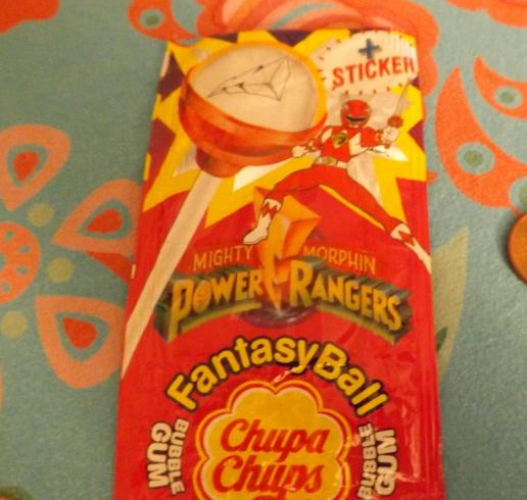 +
STICKER
MIGHTY MORPHIN
POWER RANGERS
FantasyBall
BUBBLE GUM
Chupa
Chups
BUBBLE GUM